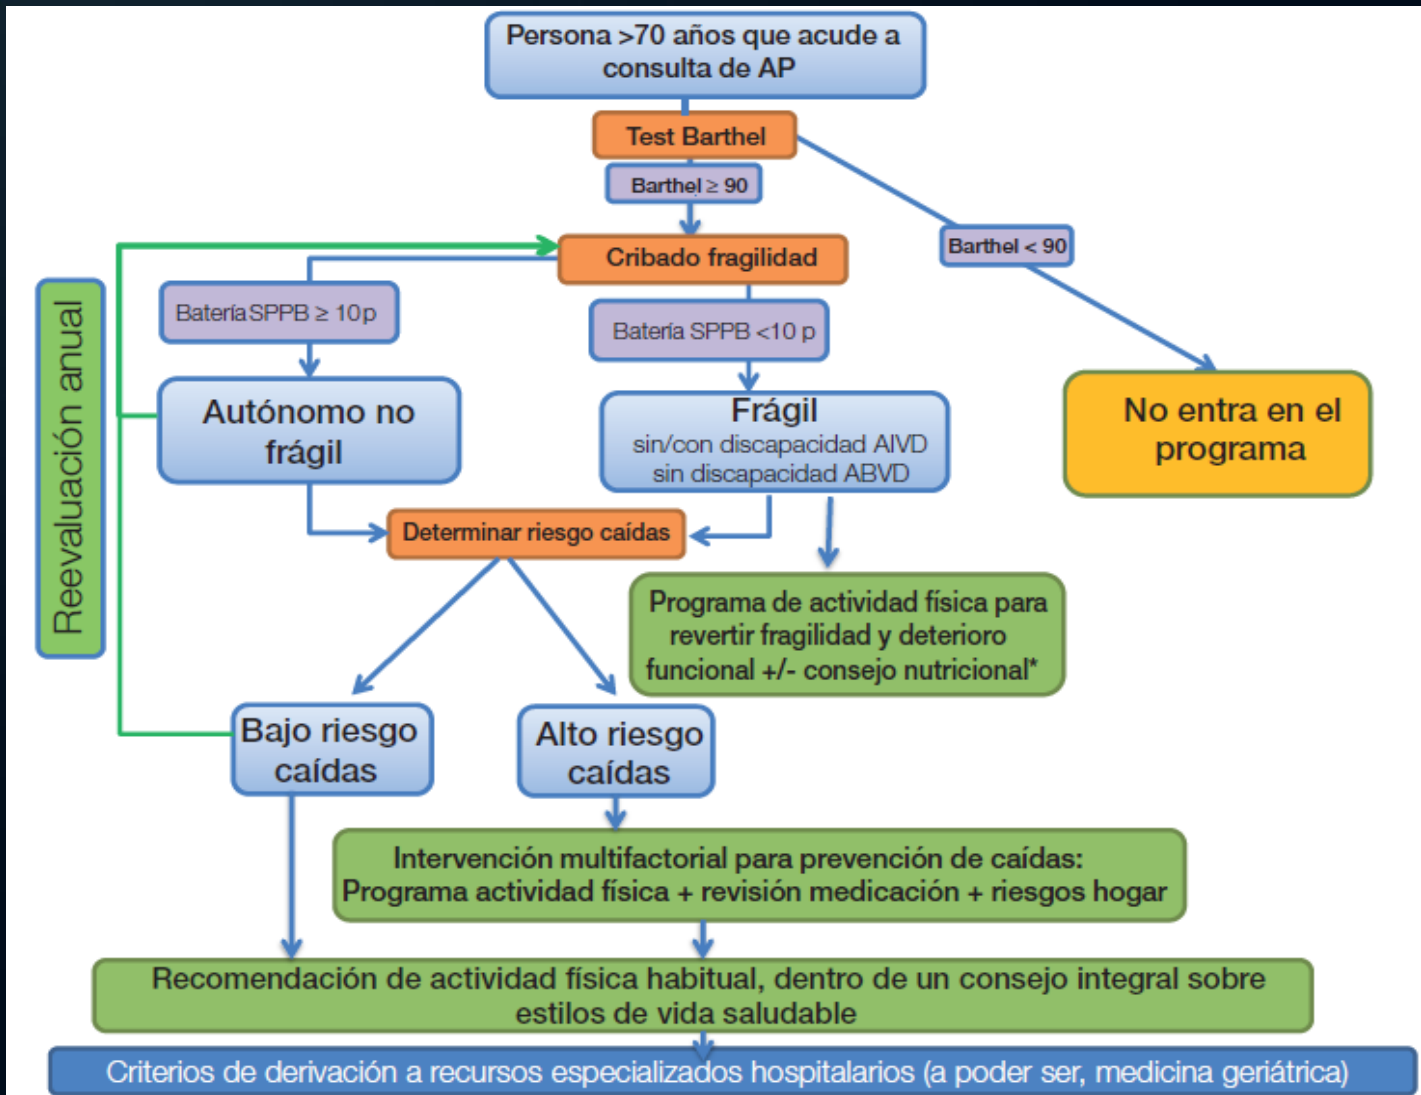 Persona >70 años que acude a
consulta de AP
Test Barthel
Barthel ≥ 90
Barthel < 90
Cribado fragilidad
Reevaluación anual
Batería SPPB ≥ 10 p
Batería SPPB <10 p
Autónomo no
frágil
Frágil
sin/con discapacidad AIVD
sin discapacidad ABVD
No entra en el
programa
Determinar riesgo caídas
Programa de actividad física para
revertir fragilidad y deterioro
funcional +/- consejo nutricional*
Bajo riesgo
caídas
Alto riesgo
caídas
Intervención multifactorial para prevención de caídas:
Programa actividad física + revisión medicación + riesgos hogar
Recomendación de actividad física habitual, dentro de un consejo integral sobre
estilos de vida saludable
Criterios de derivación a recursos especializados hospitalarios (a poder ser, medicina geriátrica)